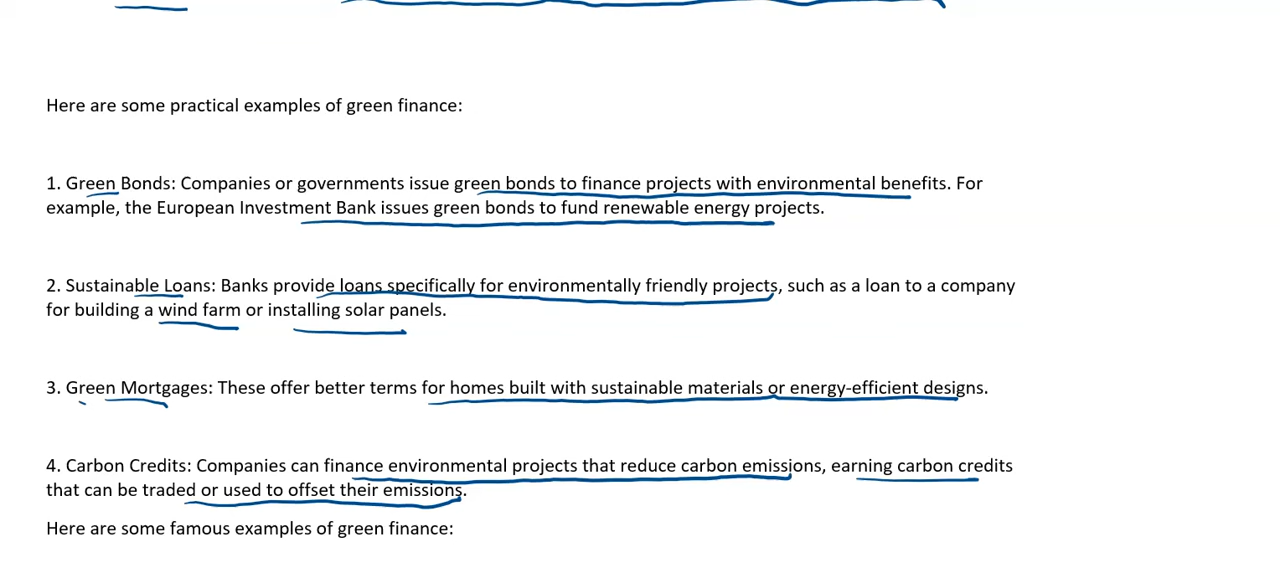 Here are some practical examples of green finance:
1. Green Bonds: Companies or governments issue green bonds to finance projects with environmental benefits. For
example, the European Investment Bank issues green bonds to fund renewable energy projects.
2. Sustainable Loans: Banks provide loans specifically for environmentally friendly projects, such as a loan to a company
for building a wind farm or installing solar panels.
3. Green Mortgages: These offer better terms for homes built with sustainable materials or energy-efficient designs.
4. Carbon Credits: Companies can finance environmental projects that reduce carbon emissions, earning carbon credits
that can be traded or used to offset their emissions.
Here are some famous examples of green finance: